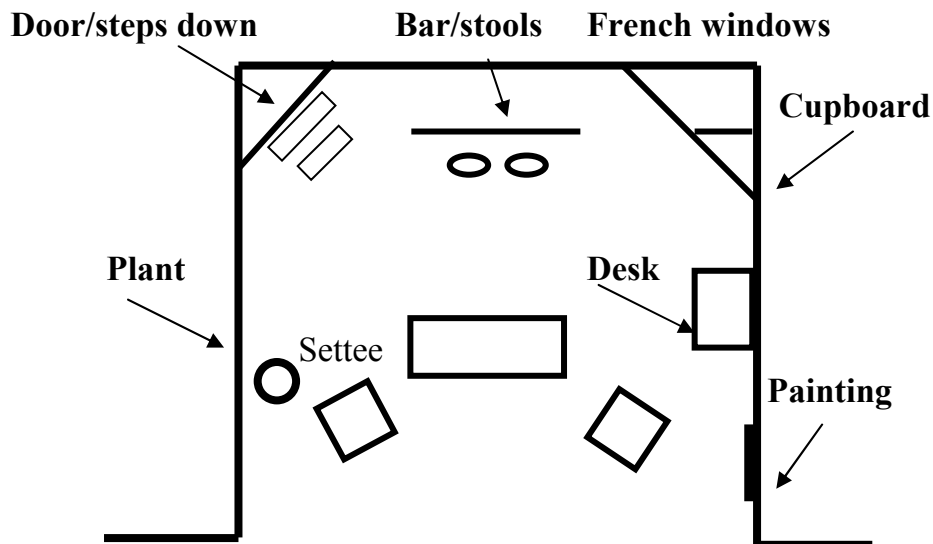 Door/steps down
Bar/stools
French windows
Cupboard
Plant
Desk
Settee
Painting